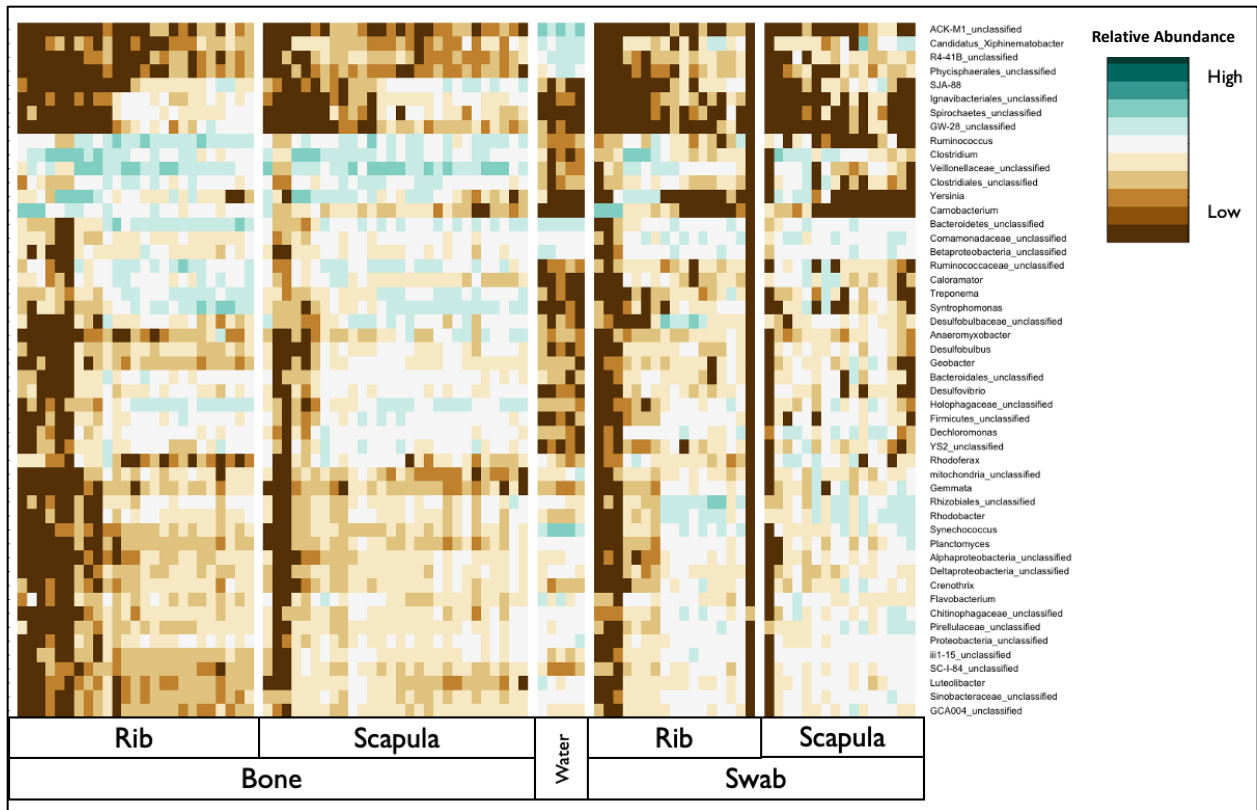 ACK-M1_unclassified
Candidatus_Xiphinematobacter
R4-41B_unclassified
Phycisphaerales_unclassified
SJA-88
Ignavibacteriales_unclassified
Spirochaetes_unclassified
GW-28_unclassified
Ruminococcus
Clostridium
Veillonellaceae_unclassified
Clostridiales_unclassified
Yersinia
Carnobacterium
Bacteroidetes_unclassified
Comamonadaceae_unclassified
Betaproteobacteria_unclassified
Ruminococcaceae_unclassified
Caloramator
Treponema
Syntrophomonas
Desulfobulbaceae_unclassified
Anaeromyxobacter
Desulfobulbus
Geobacter
Bacteroidales_unclassified
Desulfovibrio
Holophagaceae_unclassified
Firmicutes_unclassified
Dechloromonas
YS2_unclassified
Rhodoferax
mitochondria_unclassified
Gemmata
Rhizobiales_unclassified
Rhodobacter
Synechococcus
Planctomyces
Alphaproteobacteria_unclassified
Deltaproteobacteria_unclassified
Crenothrix
Flavobacterium
Chitinophagaceae_unclassified
Pirellulaceae_unclassified
Proteobacteria_unclassified
iii1-15_unclassified
SC-I-84_unclassified
Luteolibacter
Sinobacteraceae_unclassified
GCA004_unclassified
Relative Abundance
High
Low
Rib
Scapula
Water
Rib
Scapula
Bone
Swab